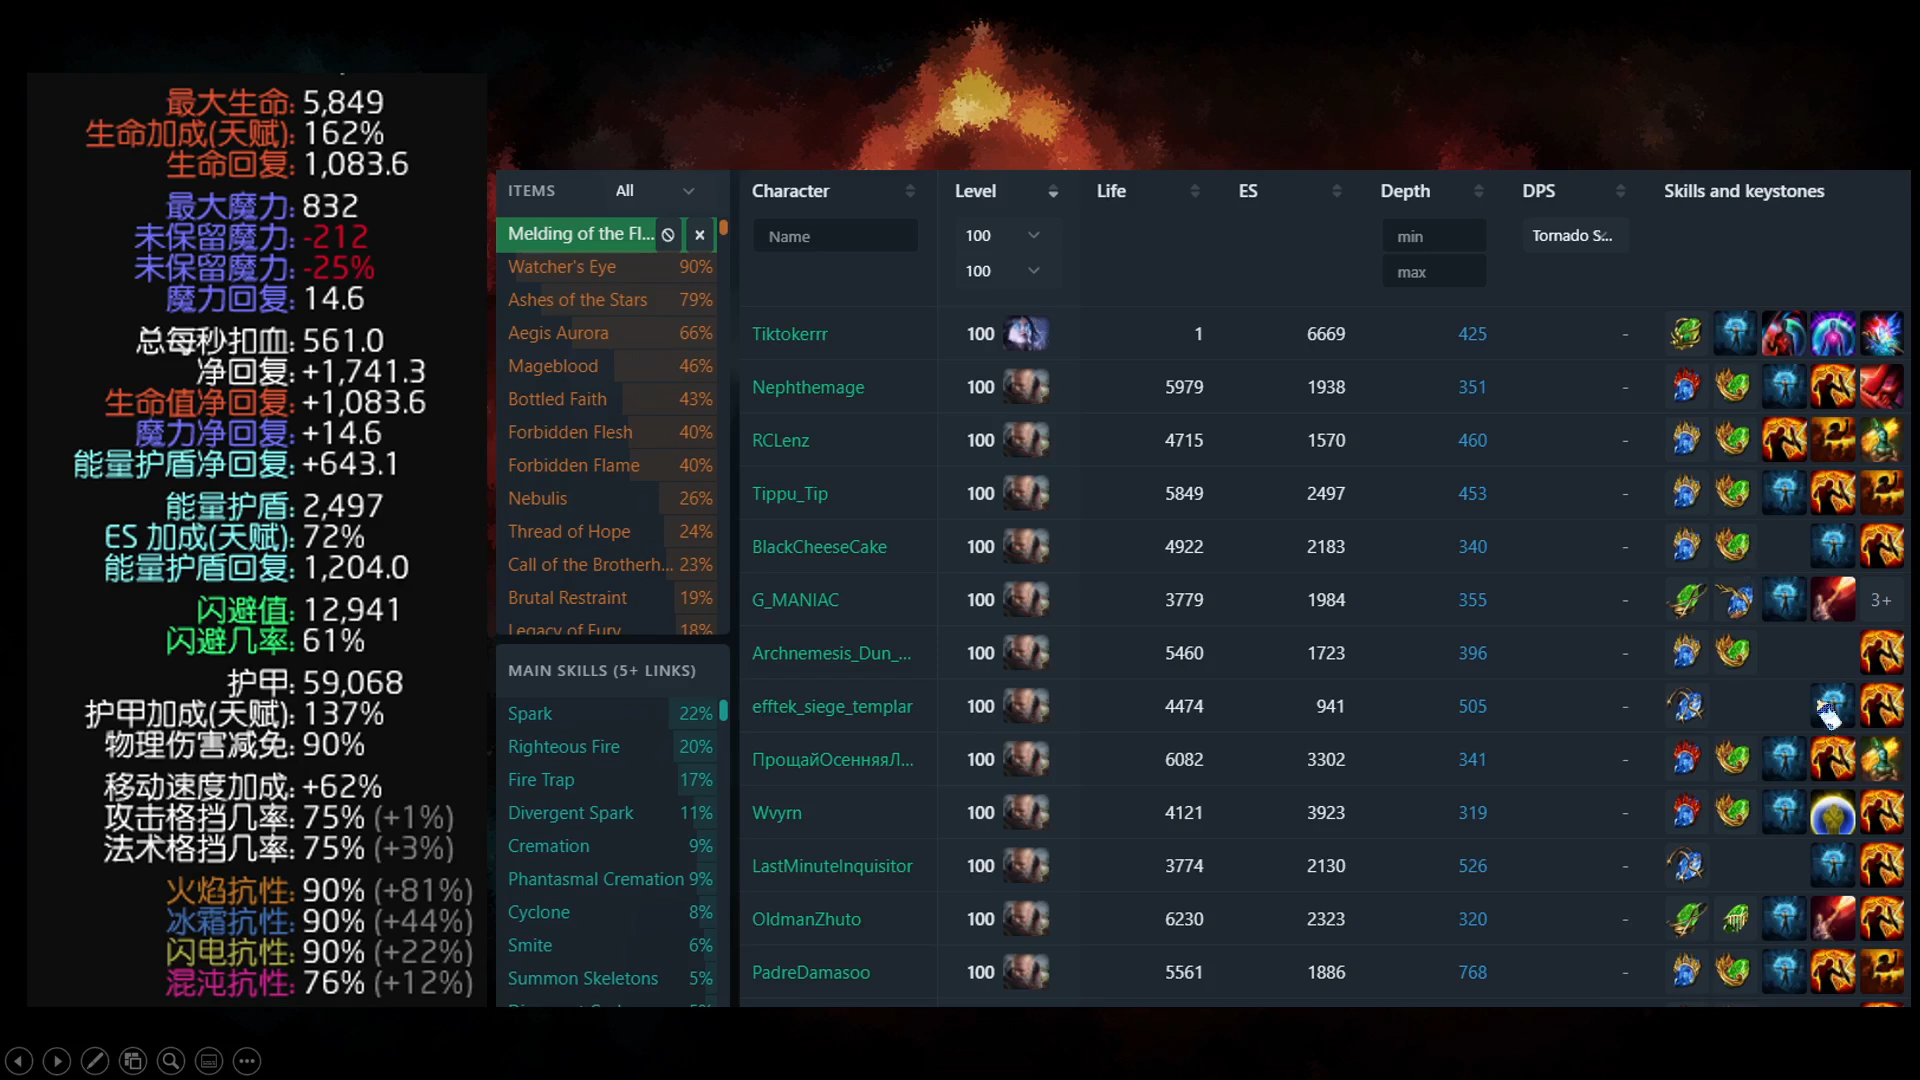 最大生命: 5,849
生命加成(天赋): 162%
生命回复: 1,083.6
最大魔力: 832
未保留魔力: -212
未保留魔力: -25%
魔力回复: 14.6
总每秒扣血: 561.0
净回复: +1,741.3
生命值净回复: +1,083.6
魔力净回复: +14.6
能量护盾净回复: +643.1
能量护盾: 2,497
ES 加成(天赋): 72%
能量护盾回复: 1,204.0
闪避值: 12,941
闪避几率: 61%
护甲: 59,068
护甲加成(天赋): 137%
物理伤害减免: 90%
移动速度加成: +62%
攻击格挡几率: 75% (+1%)
法术格挡几率: 75% (+3%)
火焰抗性: 90% (+81%)
冰霜抗性: 90% (+44%)
闪电抗性: 90% (+22%)
混沌抗性: 76% (+12%)
ITEMS All
Melding of the Fl...
Watcher's Eye 90%
Ashes of the Stars 79%
Aegis Aurora 66%
Mageblood 46%
Bottled Faith 43%
Forbidden Flesh 40%
Forbidden Flame 40%
Nebulis 26%
Thread of Hope 24%
Call of the Brotherh... 23%
Brutal Restraint 19%
Legacy of Fury 18%
MAIN SKILLS (5+ LINKS)
Spark 22%
Righteous Fire 20%
Fire Trap 17%
Divergent Spark 11%
Cremation 9%
Phantasmal Cremation 9%
Cyclone 8%
Smite 6%
Summon Skeletons 5%
Character Level Life ES Depth DPS Skills and keystones
Name 100 min Tornado S...
100 max
Tiktokerrr 100 1 6669 425 -
Nephthemage 100 5979 1938 351 -
RCLenz 100 4715 1570 460 -
Tippu_Tip 100 5849 2497 453 -
BlackCheeseCake 100 4922 2183 340 -
G_MANIAC 100 3779 1984 355 - 3+
Archnemesis_Dun_... 100 5460 1723 396 -
efftek_siege_templar 100 4474 941 505 -
ПрощайОсенняяЛ... 100 6082 3302 341 -
Wvyrn 100 4121 3923 319 -
LastMinuteInquisitor 100 3774 2130 526 -
OldmanZhuto 100 6230 2323 320 -
PadreDamasoo 100 5561 1886 768 -